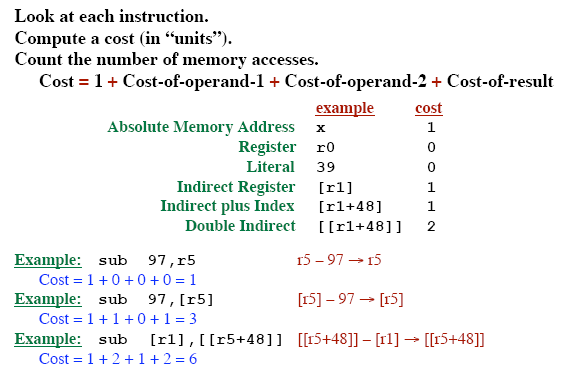 Look at each instruction.
Compute a cost (in “units”).
Count the number of memory accesses.
Cost = 1 + Cost-of-operand-1 + Cost-of-operand-2 + Cost-of-result
example cost
Absolute Memory Address x 1
Register r0 0
Literal 39 0
Indirect Register [r1] 1
Indirect plus Index [r1+48] 1
Double Indirect [[r1+48]] 2
Example: sub 97,r5 r5 – 97 → r5
Cost = 1 + 0 + 0 + 0 = 1
Example: sub 97,[r5] [r5] – 97 → [r5]
Cost = 1 + 1 + 0 + 1 = 3
Example: sub [r1],[[r5+48]] [[r5+48]] – [r1] → [[r5+48]]
Cost = 1 + 2 + 1 + 2 = 6